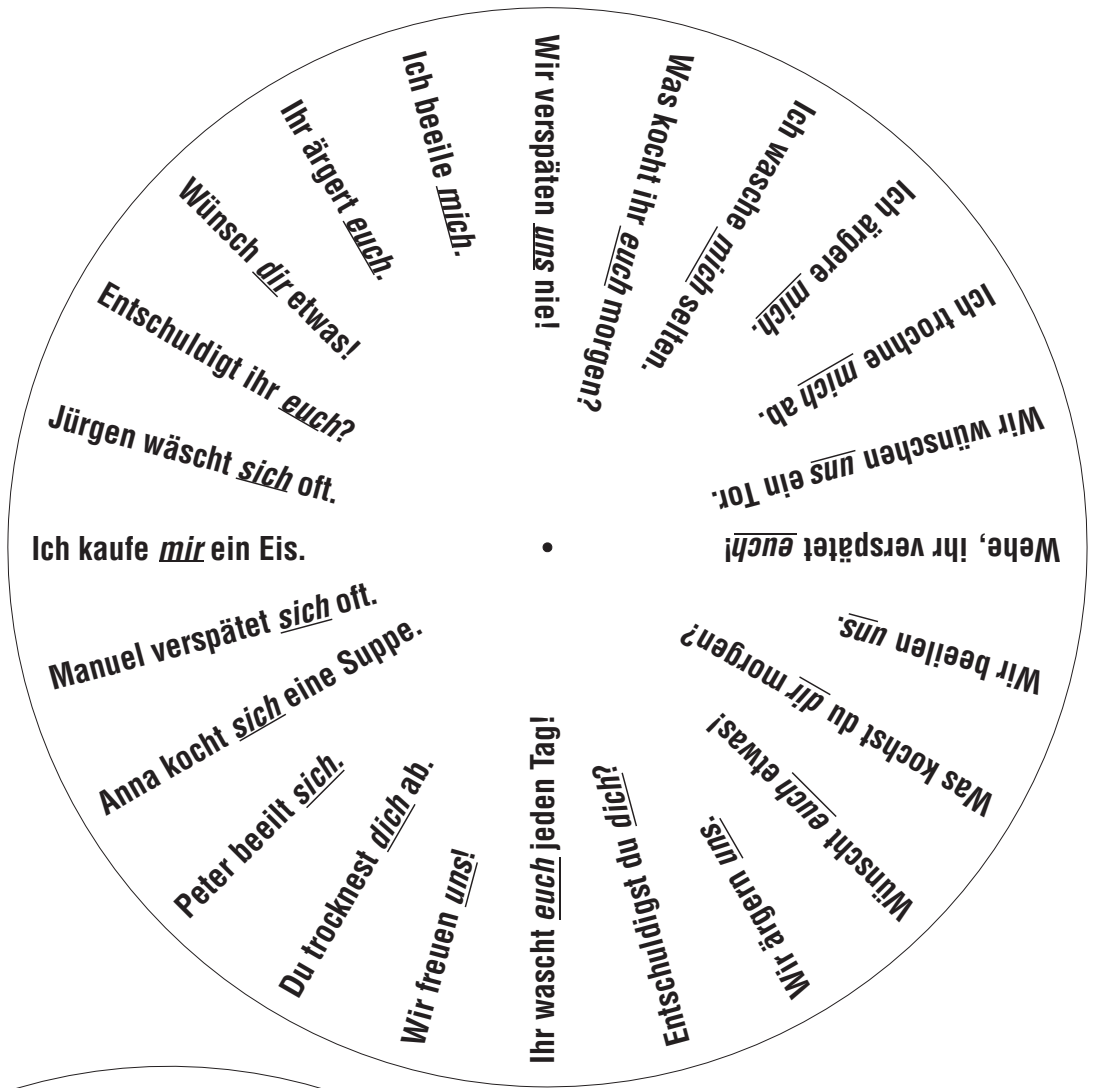 Wir verspäten uns nie!
Was kocht ihr euch morgen?
Ich wasche mich selten.
Ich ärgere mich.
Ich trochne mich ab.
Wir wünschen uns ein Tor.
Wehe, ihr verspätet euch!
Wir beeilen uns.
Was kochst du dir morgen?
Wünscht euch etwas!
Wir ärgern uns.
Entschuldigst du dich?
Ihr wascht euch jeden Tag!
Wir freuen uns!
Du trocknest dich ab.
Peter beeilt sich.
Anna kocht sich eine Suppe.
Manuel verspätet sich oft.
Ich kaufe mir ein Eis.
Jürgen wäscht sich oft.
Entschuldigt ihr euch?
Wünsch dir etwas!
Ihr ärgert euch.
Ich beeile mich.